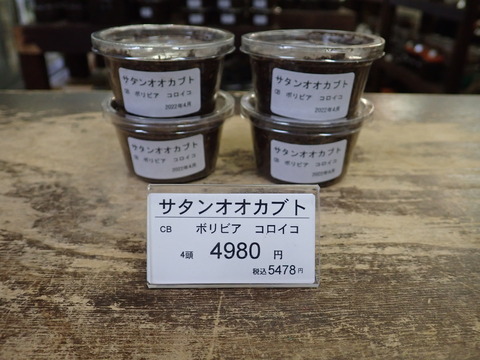 サタンオオカブト
CB ボリビア コロイコ
2022年4月
サタンオオカブト
CB ボリビア コロイコ
2022年4月
サタンオオカブト
CB ボリビア コロイコ
2022年4月
サタンオオカブト
CB ボリビア コロイコ
2022年4月
サタンオオカブト
CB ボリビア コロイコ
4頭 4980 円
税込5478円